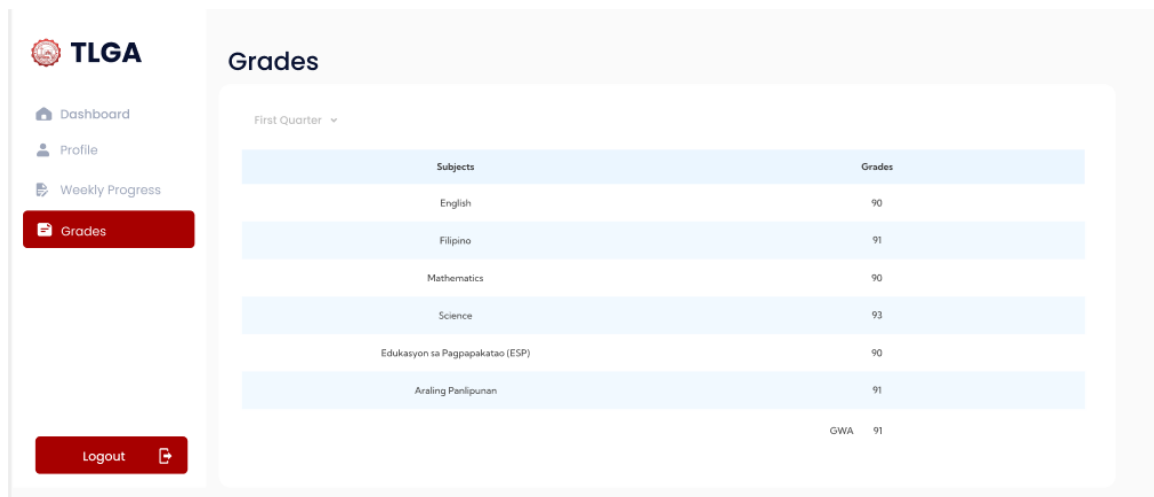 TLGA
Dashboard
Profile
Weekly Progress
Grades
Logout
Grades
First Quarter
Subjects Grades
English 90
Filipino 91
Mathematics 90
Science 93
Edukasyon sa Pagpapakatao (ESP) 90
Araling Panlipunan 91
GWA 91